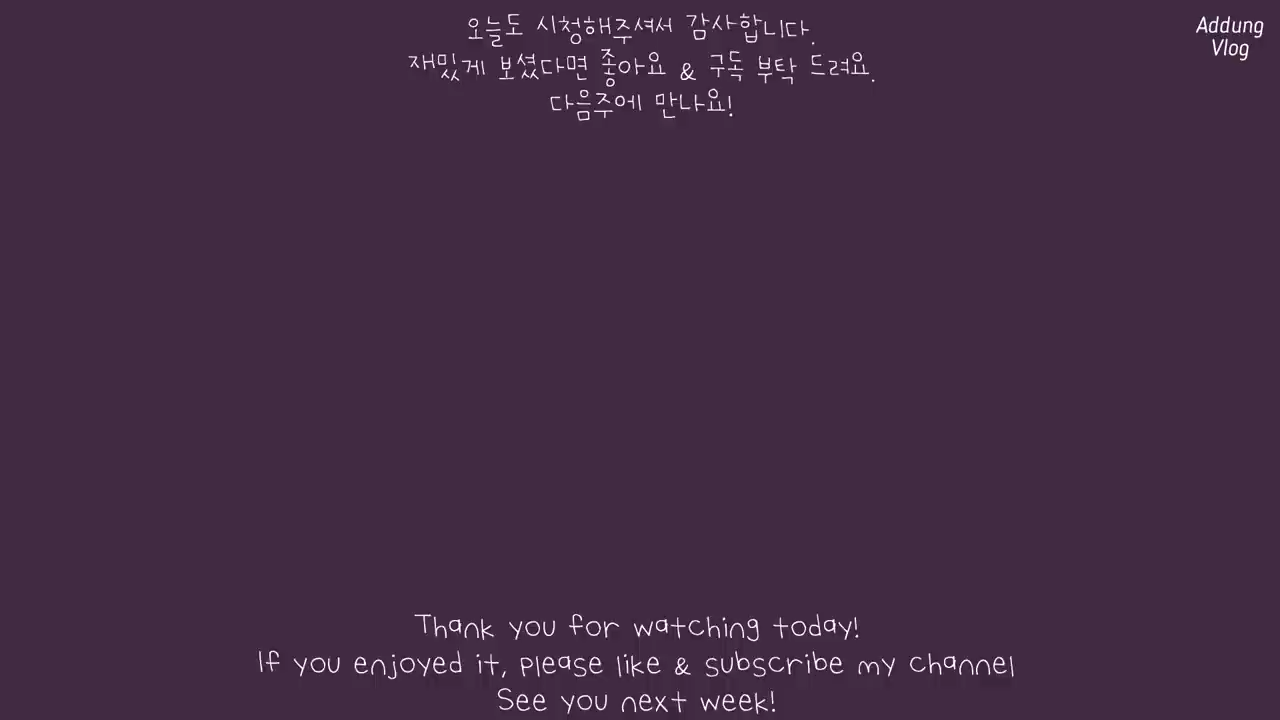 오늘도 시청해주셔서 감사합니다.
재밌게 보셨다면 좋아요 & 구독 부탁 드려요.
다음주에 만나요!
Addung
Vlog
Thank you for watching today!
If you enjoyed it, please like & subscribe my channel
See you next week!